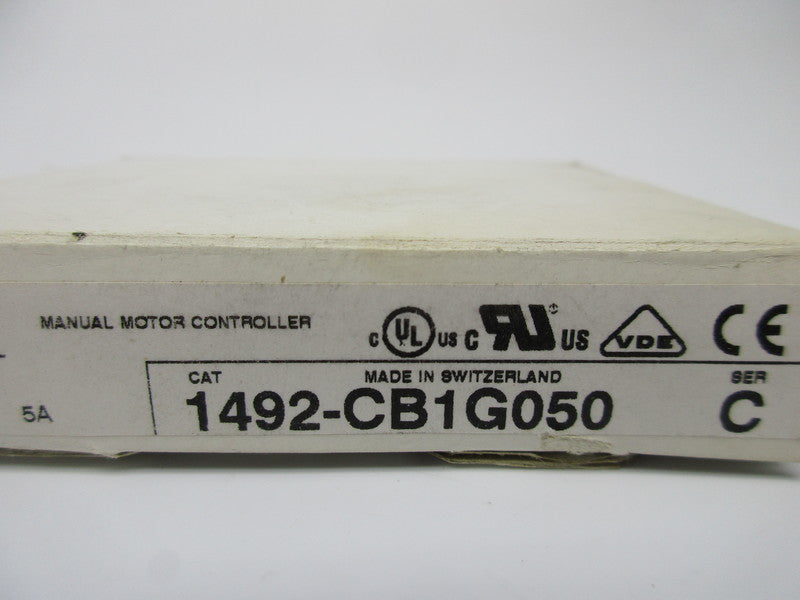 MANUAL MOTOR CONTROLLER
C UL US C RU US VDE CE
CAT MADE IN SWITZERLAND SER
5A 1492-CB1G050 C